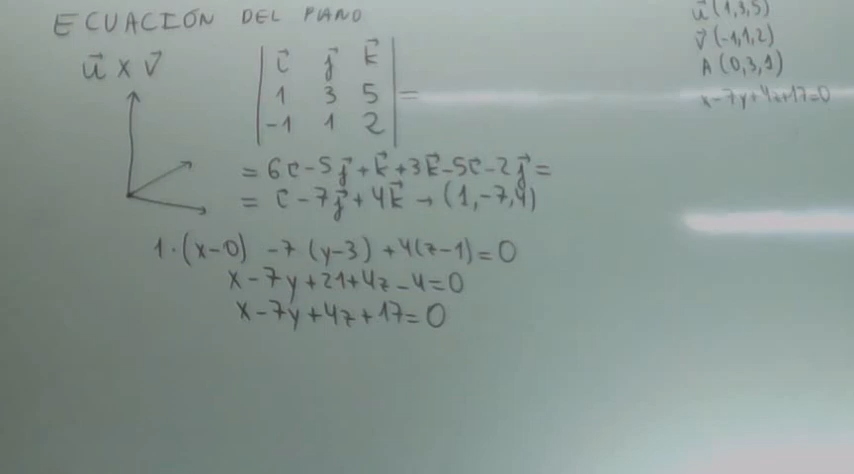 ECUACIÓN DEL PLANO
u⃗ x v⃗
| i⃗ j⃗ k⃗ |
| 1 3 5 | =
| -1 1 2 |
= 6i⃗ - 5j⃗ + k⃗ + 3k⃗ - 5i⃗ - 2j⃗ =
= i⃗ - 7j⃗ + 4k⃗ → (1, -7, 4)
1·(x-0) -7(y-3) +4(z-1)=0
x-7y+21+4z-4=0
x-7y+4z+17=0
u⃗(1,3,5)
v⃗(-1,1,2)
A(0,3,1)
x-7y+4z+17=0